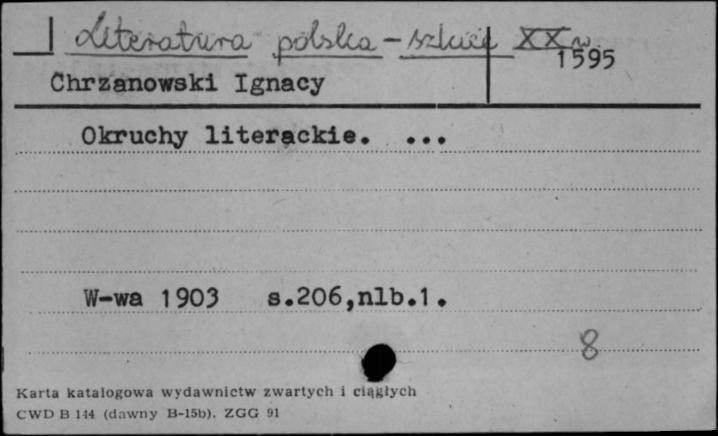 Literatura polska - szkice XX w.
1595
Chrzanowski Ignacy
Okruchy literackie. ...
W-wa 1903 s.206,nlb.1.
8
Karta katalogowa wydawnictw zwartych i ciągłych
CWD B 144 (dawny B-15b). ZGG 91